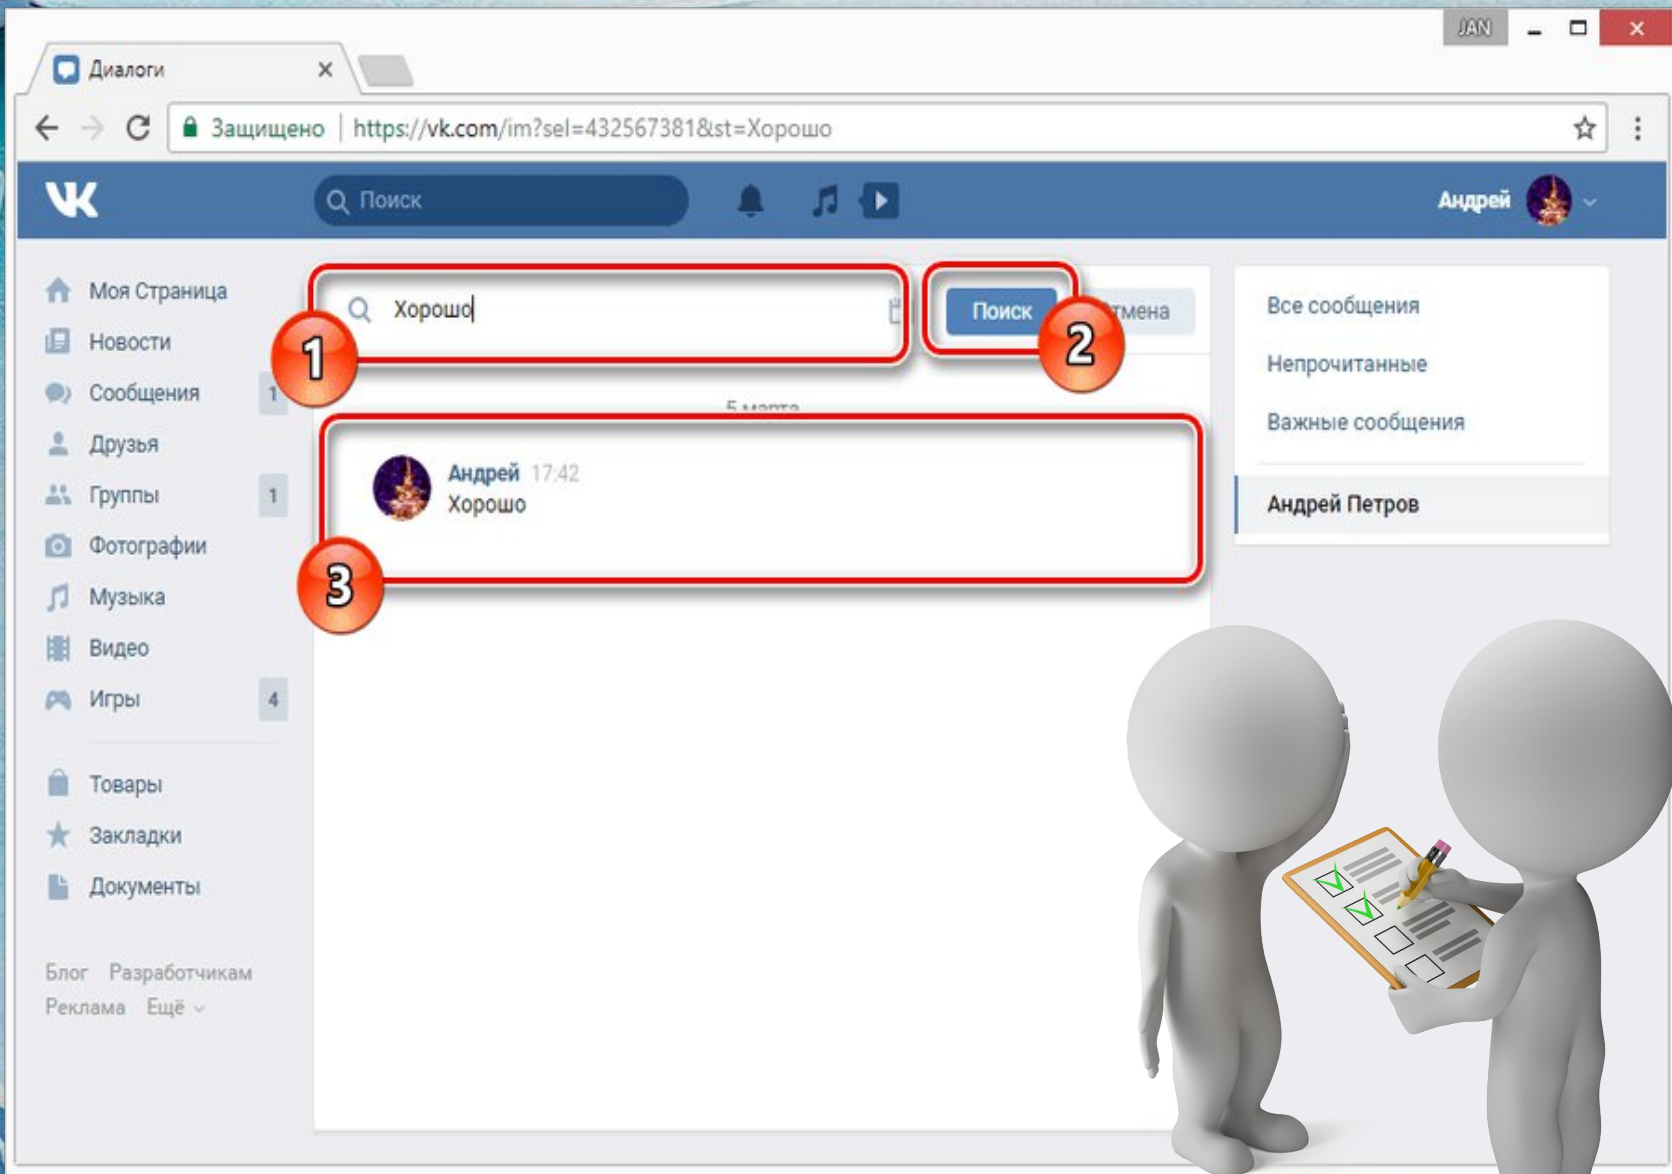 JAN
Диалоги
Защищено | https://vk.com/im?sel=432567381&st=Хорошо
Поиск
Андрей
Моя Страница
Новости
Сообщения 1
Друзья
Группы 1
Фотографии
Музыка
Видео
Игры 4
Товары
Закладки
Документы
Блог Разработчикам
Реклама Ещё
1
Хорошо
Поиск
2
5 марта
3
Андрей 17:42
Хорошо
Все сообщения
Непрочитанные
Важные сообщения
Андрей Петров